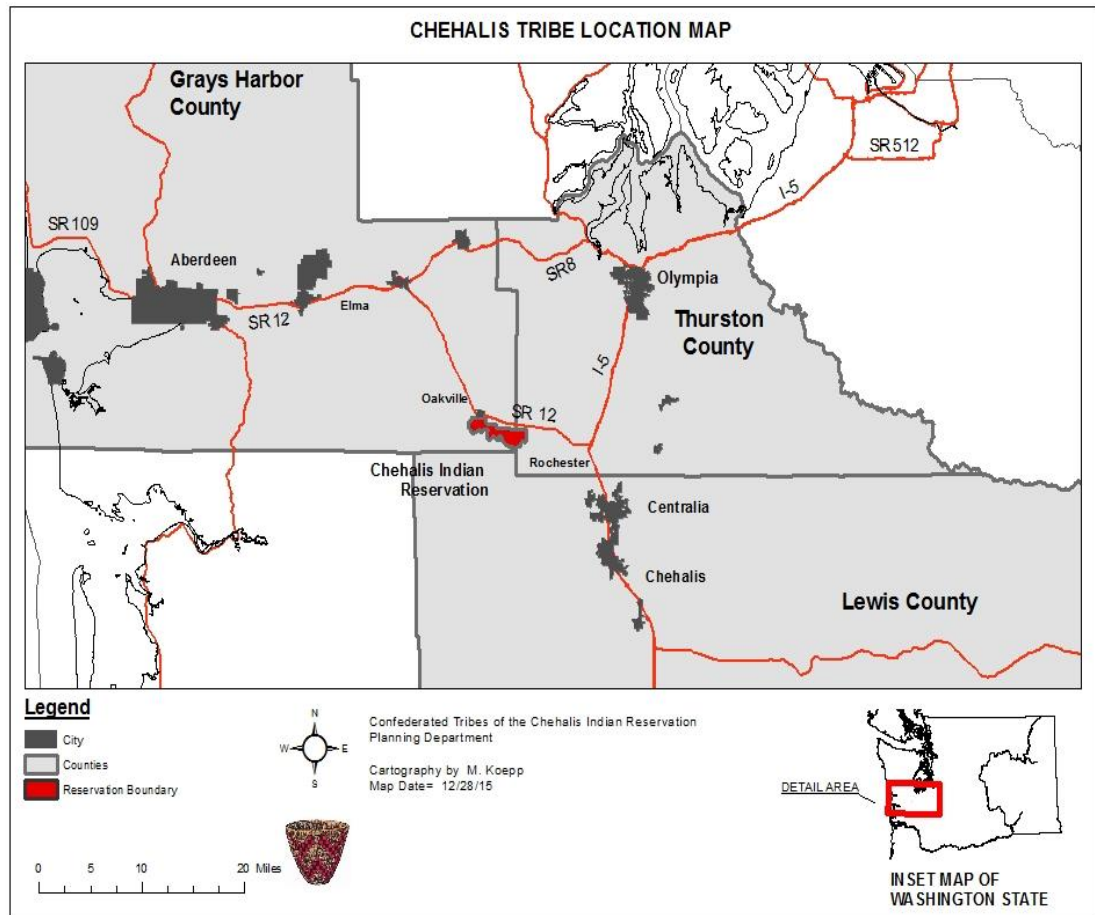 CHEHALIS TRIBE LOCATION MAP
Grays Harbor
County
SR 512
I-5
SR 109
Aberdeen
SR8
Olympia
Elma
SR 12
Thurston
County
I-5
Oakville
SR 12
Rochester
Chehalis Indian
Reservation
Centralia
Chehalis
Lewis County
Legend
City
Counties
Reservation Boundary
N
W
E
S
Confederated Tribes of the Chehalis Indian Reservation
Planning Department
Cartography by M. Koepp
Map Date= 12/28/15
0 5 10 20 Miles
DETAIL AREA
INSET MAP OF
WASHINGTON STATE